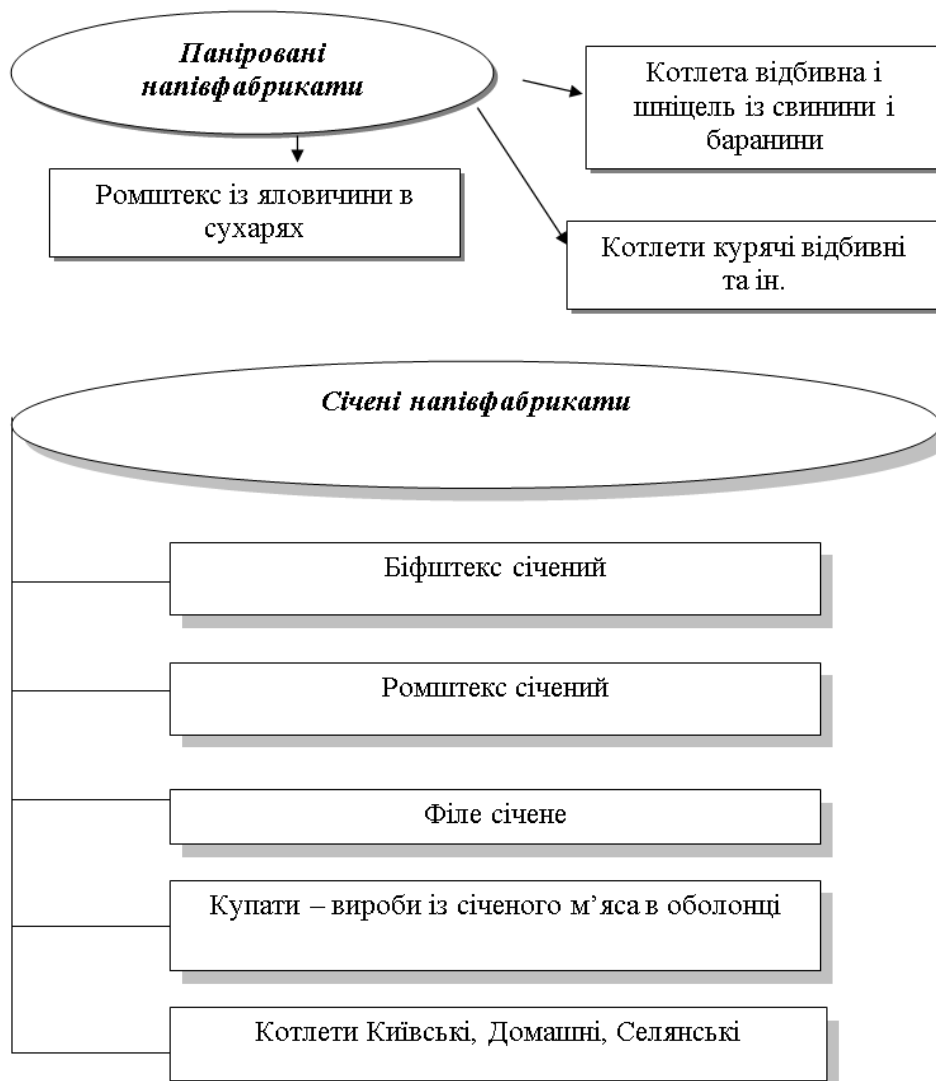 Паніровані
напівфабрикати
Котлета відбивна і
шніцель із свинини і
баранини
Ромштекс із яловичини в
сухарях
Котлети курячі відбивні
та ін.
Січені напівфабрикати
Біфштекс січений
Ромштекс січений
Філе січене
Купати – вироби із січеного м’яса в оболонці
Котлети Київські, Домашні, Селянські